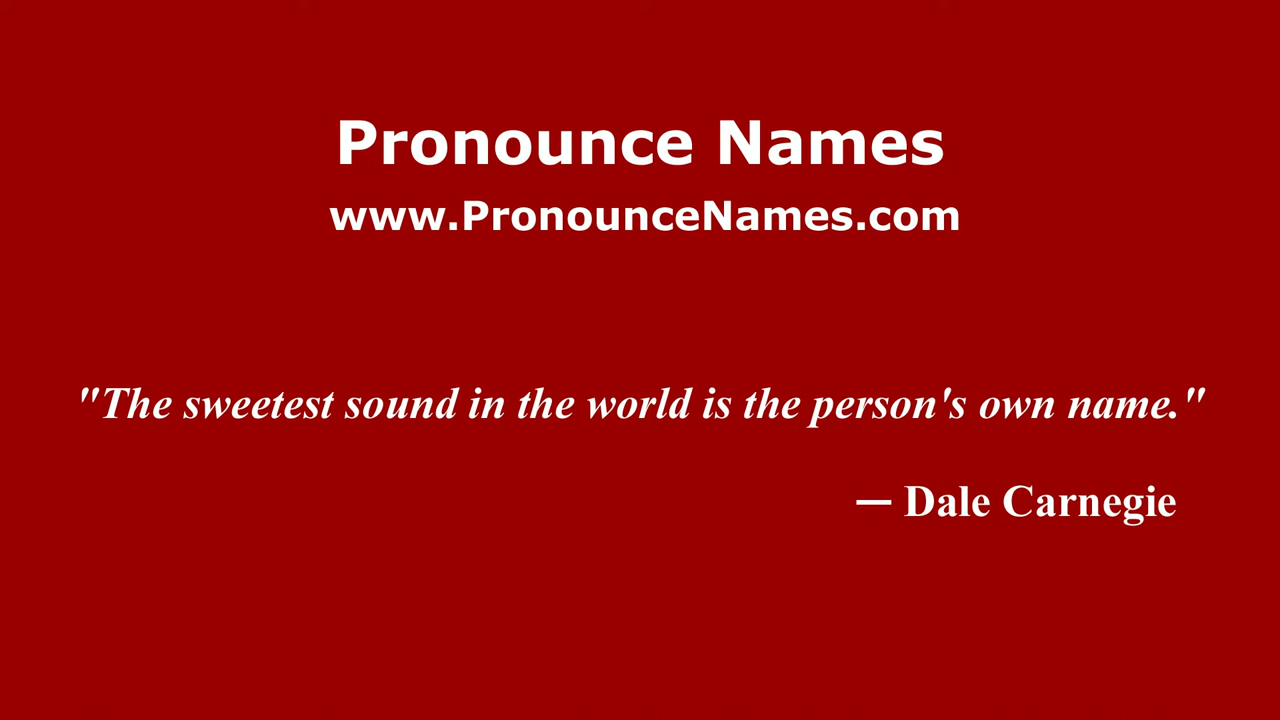 Pronounce Names
www.PronounceNames.com
"The sweetest sound in the world is the person's own name."
— Dale Carnegie